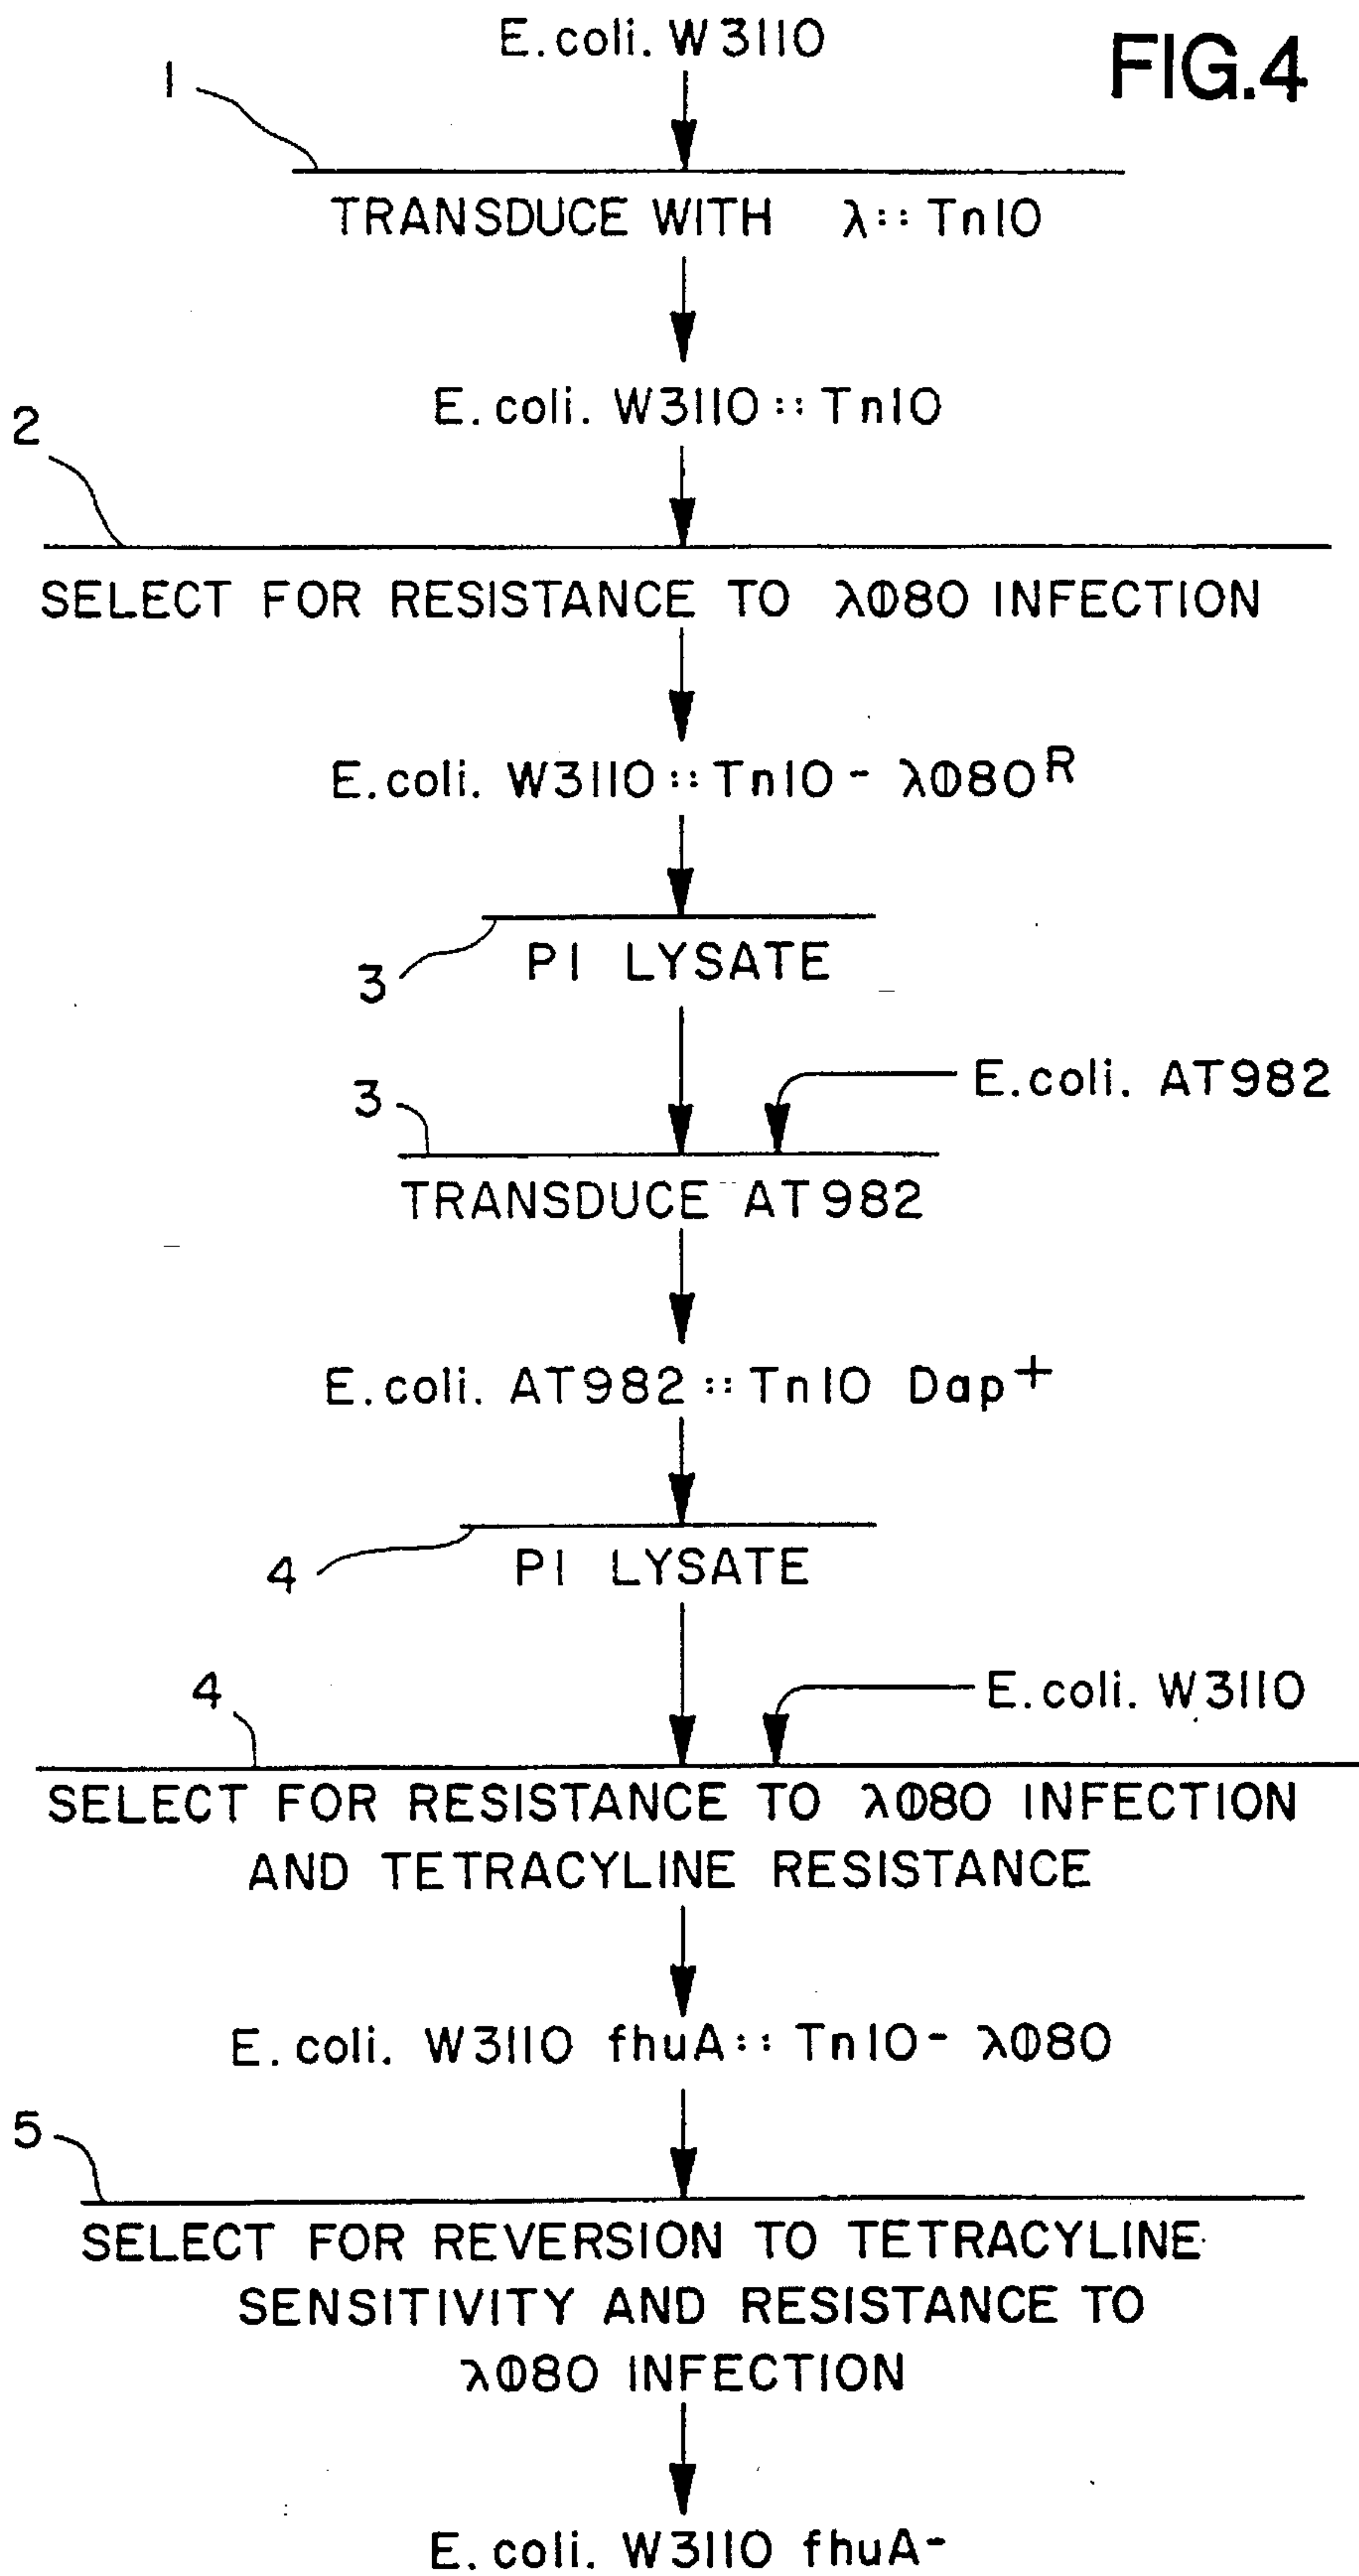 E.coli. W3110
FIG.4
1
TRANSDUCE WITH λ::Tn10
E.coli. W3110::Tn10
2
SELECT FOR RESISTANCE TO λΦ80 INFECTION
E.coli. W3110::Tn10- λΦ80R
3
P1 LYSATE
E.coli. AT982
3
TRANSDUCE AT982
E.coli. AT982::Tn10 Dap+
4
P1 LYSATE
E.coli. W3110
4
SELECT FOR RESISTANCE TO λΦ80 INFECTION
AND TETRACYLINE RESISTANCE
E.coli. W3110 fhuA::Tn10- λΦ80
5
SELECT FOR REVERSION TO TETRACYLINE
SENSITIVITY AND RESISTANCE TO
λΦ80 INFECTION
E.coli. W3110 fhuA-